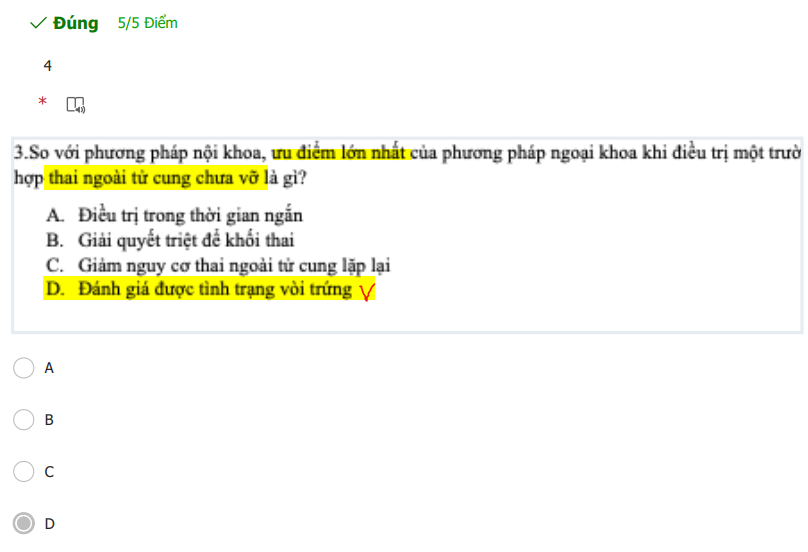 Đúng 5/5 Điểm
4
*
3.So với phương pháp nội khoa, ưu điểm lớn nhất của phương pháp ngoại khoa khi điều trị một trườ
hợp thai ngoài tử cung chưa vỡ là gì?
A. Điều trị trong thời gian ngắn
B. Giải quyết triệt để khối thai
C. Giảm nguy cơ thai ngoài tử cung lặp lại
D. Đánh giá được tình trạng vòi trứng
A
B
C
D